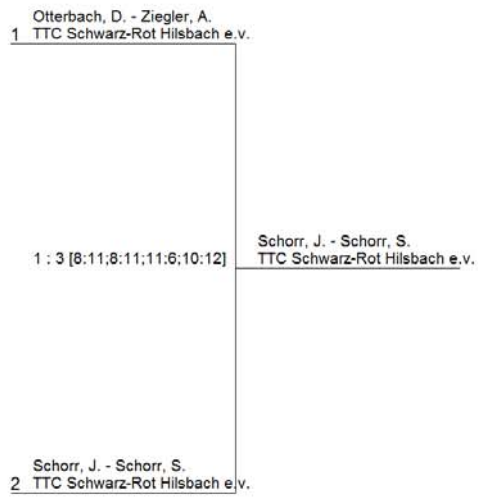 Otterbach, D. - Ziegler, A.
1 TTC Schwarz-Rot Hilsbach e.v.
Schorr, J. - Schorr, S.
1 : 3 [8:11;8:11;11:6;10:12] TTC Schwarz-Rot Hilsbach e.v.
Schorr, J. - Schorr, S.
2 TTC Schwarz-Rot Hilsbach e.v.